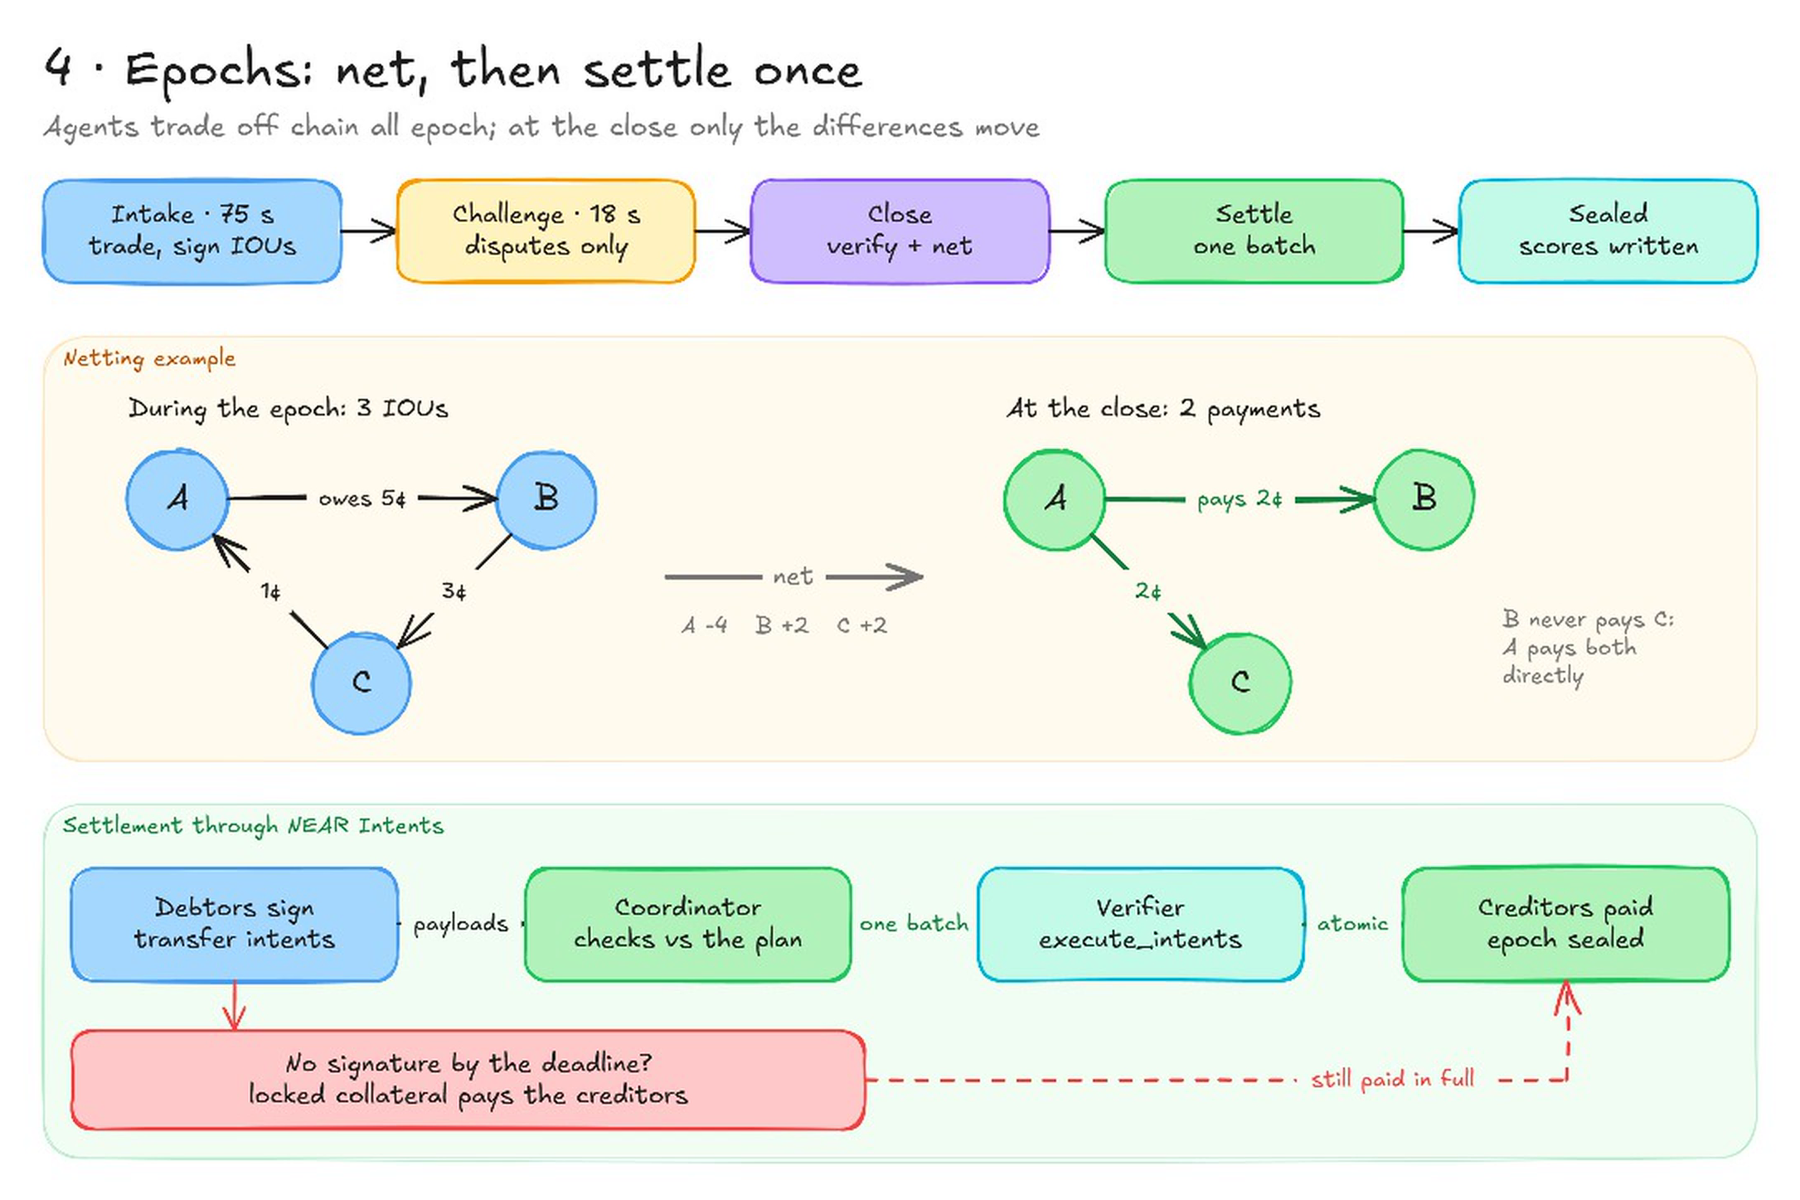 4 · Epochs: net, then settle once
Agents trade off chain all epoch; at the close only the differences move
Intake · 75 s
trade, sign IOUs
Challenge · 18 s
disputes only
Close
verify + net
Settle
one batch
Sealed
scores written
Netting example
During the epoch: 3 IOUs
A
owes 5¢
B
1¢
3¢
C
net
A -4 B +2 C +2
At the close: 2 payments
A
pays 2¢
B
2¢
C
B never pays C:
A pays both
directly
Settlement through NEAR Intents
Debtors sign
transfer intents
payloads
Coordinator
checks vs the plan
one batch
Verifier
execute_intents
atomic
Creditors paid
epoch sealed
No signature by the deadline?
locked collateral pays the creditors
still paid in full